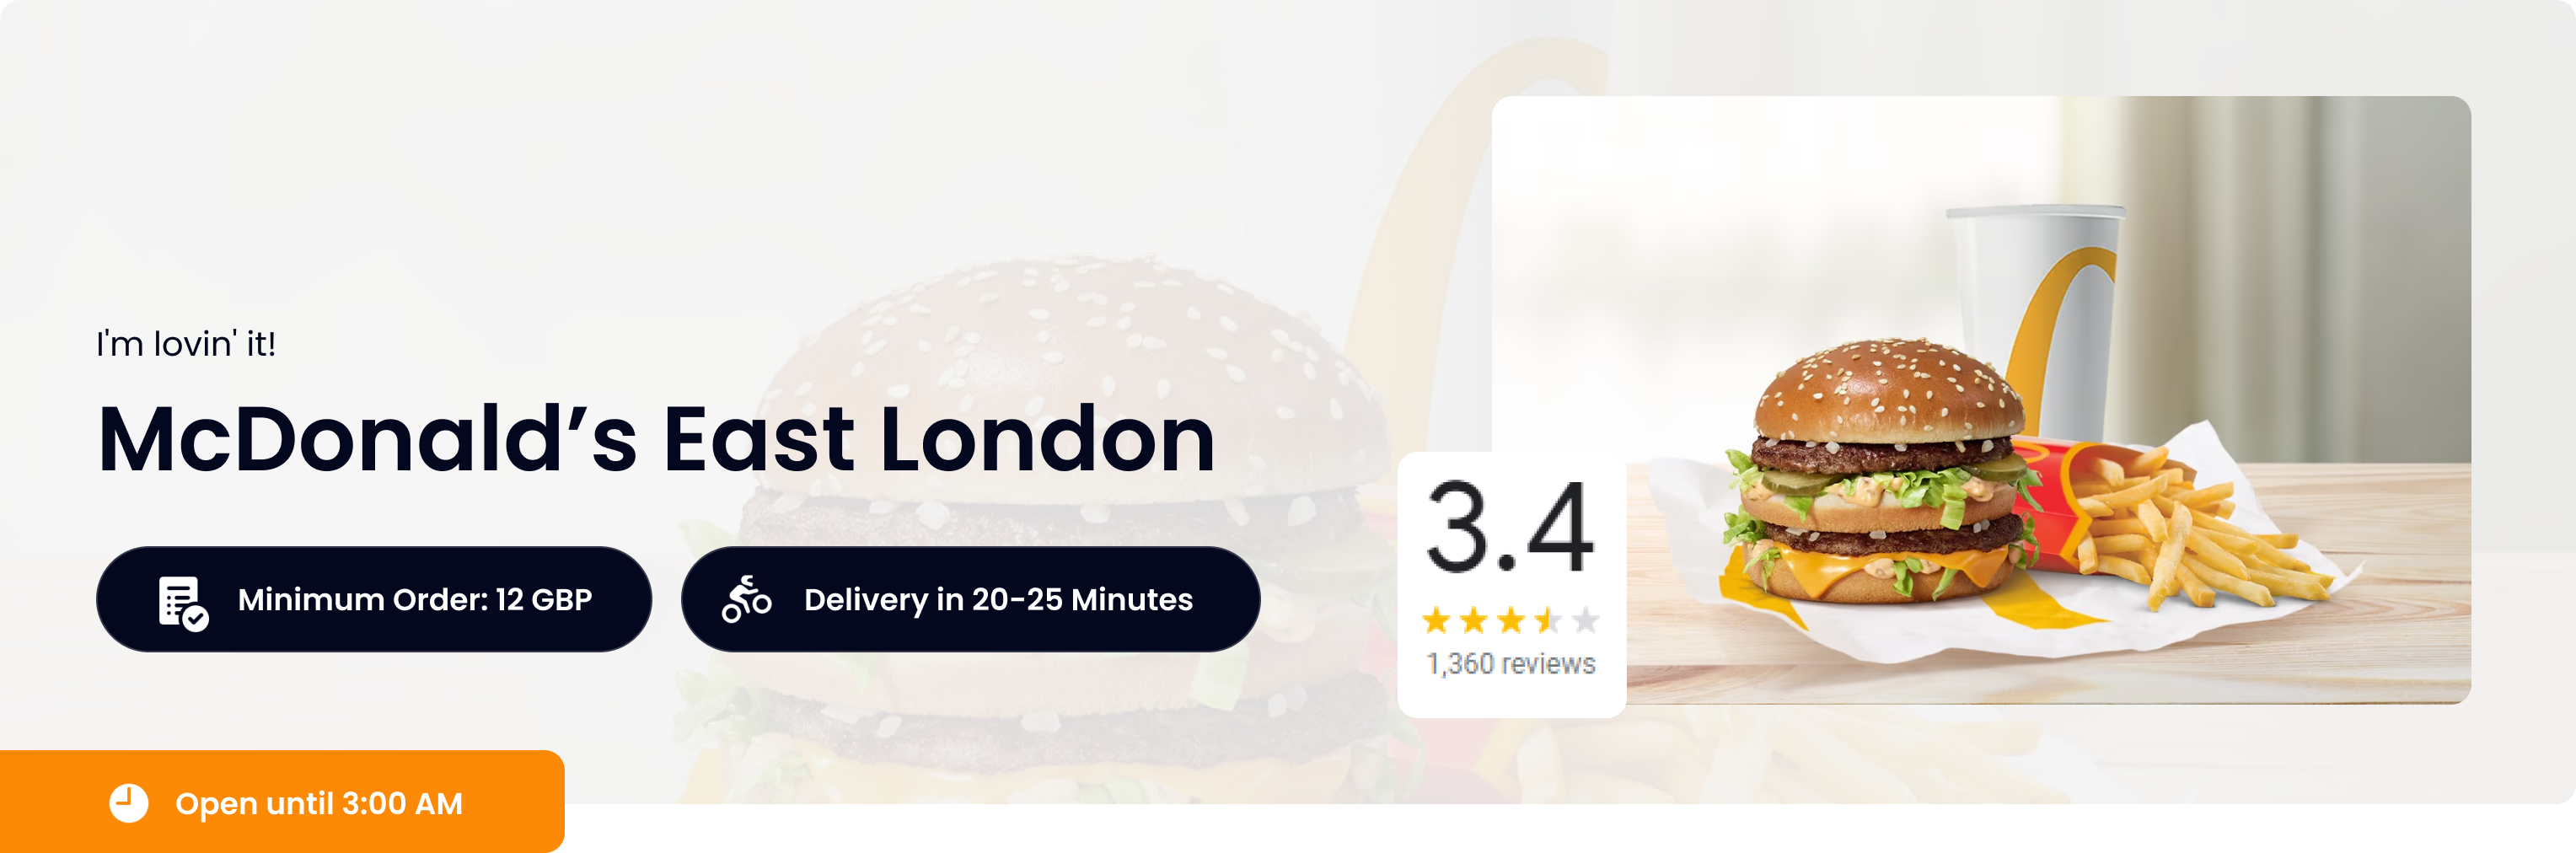 I'm lovin' it!
McDonald’s East London
Minimum Order: 12 GBP
Delivery in 20-25 Minutes
3.4
1,360 reviews
Open until 3:00 AM